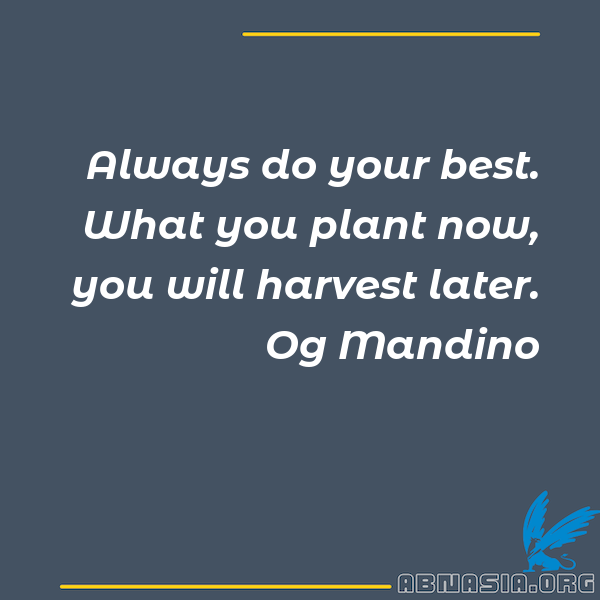 Always do your best.
What you plant now,
you will harvest later.
Og Mandino
ABNASIA.ORG